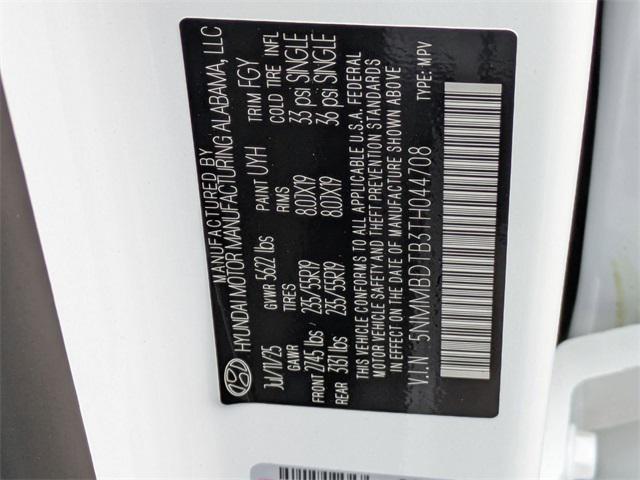 MANUFACTURED BY
HYUNDAI MOTOR MANUFACTURING ALABAMA, LLC
Jul/11/25 GVWR 5622 lbs PAINT UYH TRIM FGY
GAWR TIRES RIMS COLD TIRE INFL
FRONT 2745 lbs 235/55R19 8.0JX19 33 psi SINGLE
REAR 3131 lbs 235/55R19 8.0JX19 36 psi SINGLE
THIS VEHICLE CONFORMS TO ALL APPLICABLE U.S.A. FEDERAL
MOTOR VEHICLE SAFETY AND THEFT PREVENTION STANDARDS
IN EFFECT ON THE DATE OF MANUFACTURE SHOWN ABOVE
V.I.N: 5NMMBDTB3TH044708 TYPE: MPV